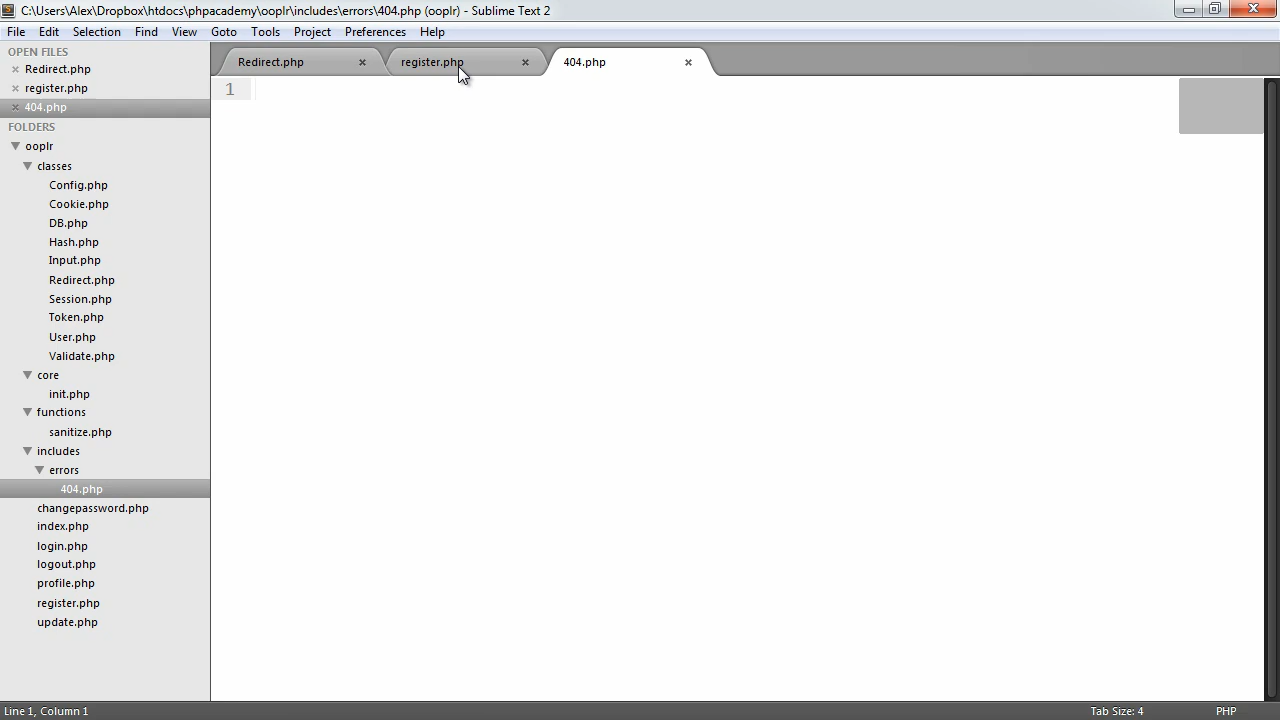 C:\Users\Alex\Dropbox\htdocs\phpacademy\ooplr\includes\errors\404.php (ooplr) - Sublime Text 2
File Edit Selection Find View Goto Tools Project Preferences Help
OPEN FILES
Redirect.php
register.php
404.php
FOLDERS
ooplr
classes
Config.php
Cookie.php
DB.php
Hash.php
Input.php
Redirect.php
Session.php
Token.php
User.php
Validate.php
core
init.php
functions
sanitize.php
includes
errors
404.php
changepassword.php
index.php
login.php
logout.php
profile.php
register.php
update.php
Redirect.php register.php 404.php
1
Line 1, Column 1 Tab Size: 4 PHP